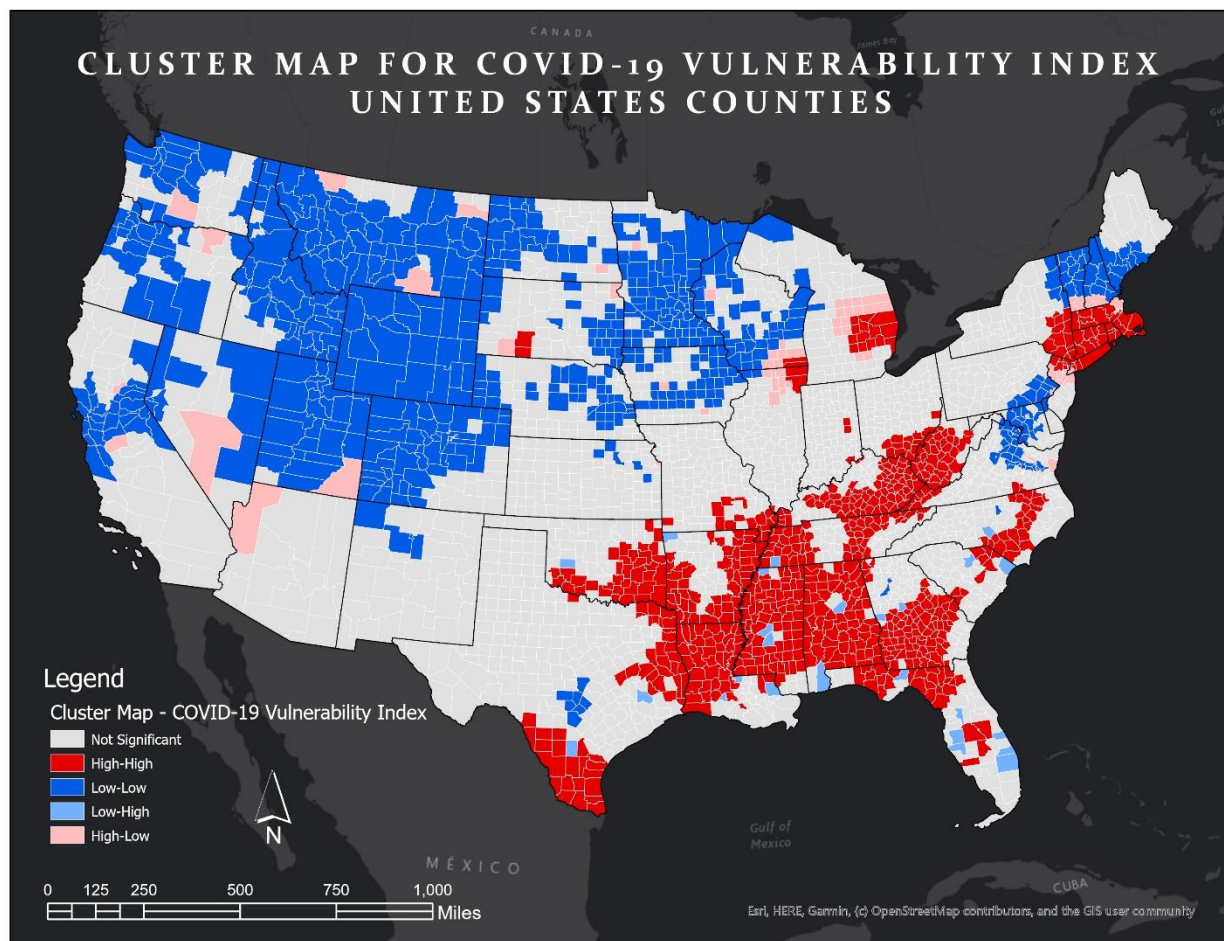 CANADA
James Bay
CLUSTER MAP FOR COVID-19 VULNERABILITY INDEX
UNITED STATES COUNTIES
Legend
Cluster Map - COVID-19 Vulnerability Index
Not Significant
High-High
Low-Low
Low-High
High-Low
N
Gulf of
Mexico
MÉXICO
CUBA
0 125 250 500 750 1,000
Miles
Esri, HERE, Garmin, (c) OpenStreetMap contributors, and the GIS user community